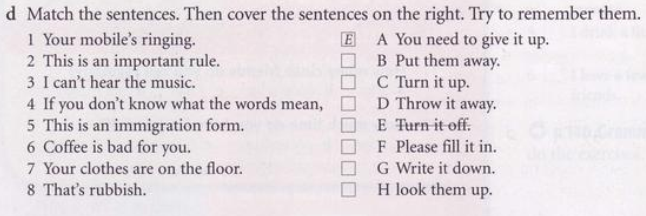 d Match the sentences. Then cover the sentences on the right. Try to remember them.
1 Your mobile's ringing. E A You need to give it up.
2 This is an important rule. B Put them away.
3 I can't hear the music. C Turn it up.
4 If you don't know what the words mean, D Throw it away.
5 This is an immigration form. E Turn it off.
6 Coffee is bad for you. F Please fill it in.
7 Your clothes are on the floor. G Write it down.
8 That's rubbish. H look them up.